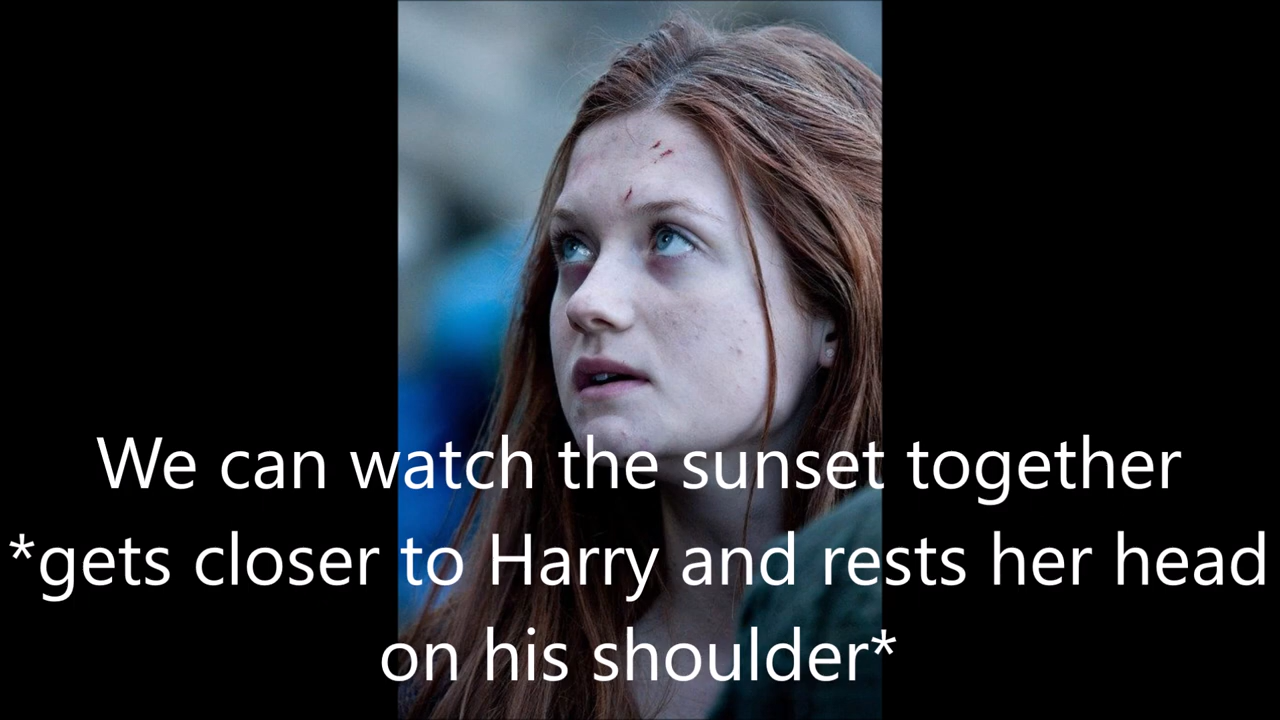 We can watch the sunset together
*gets closer to Harry and rests her head
on his shoulder*